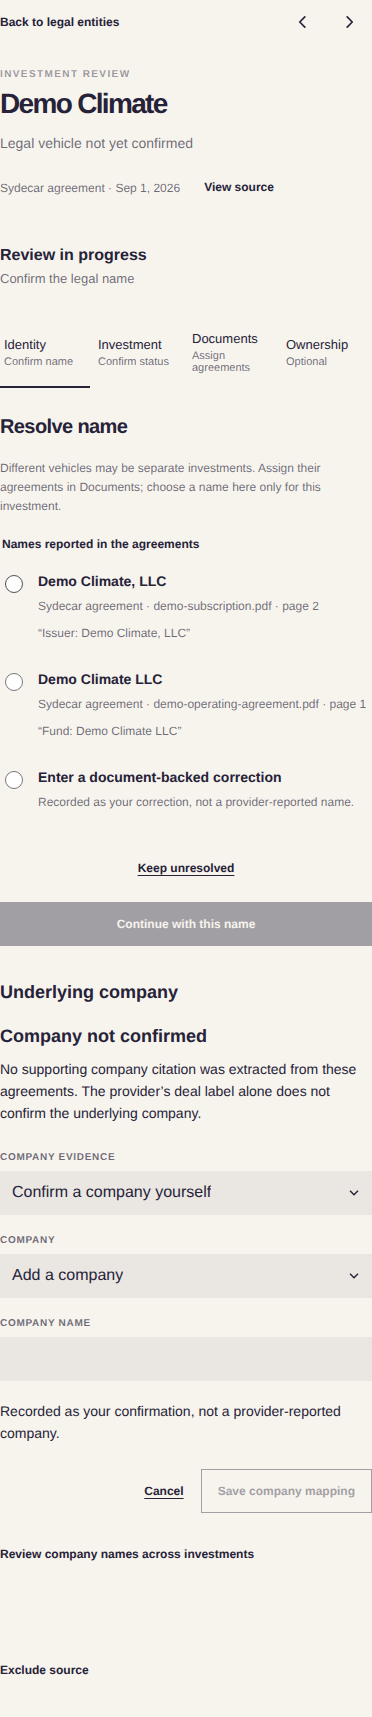 Back to legal entities
INVESTMENT REVIEW
Demo Climate
Legal vehicle not yet confirmed
Sydecar agreement · Sep 1, 2026 View source
Review in progress
Confirm the legal name
Identity
Confirm name
Investment
Confirm status
Documents
Assign
agreements
Ownership
Optional
Resolve name
Different vehicles may be separate investments. Assign their
agreements in Documents; choose a name here only for this
investment.
Names reported in the agreements
Demo Climate, LLC
Sydecar agreement · demo-subscription.pdf · page 2
“Issuer: Demo Climate, LLC”
Demo Climate LLC
Sydecar agreement · demo-operating-agreement.pdf · page 1
“Fund: Demo Climate LLC”
Enter a document-backed correction
Recorded as your correction, not a provider-reported name.
Keep unresolved
Continue with this name
Underlying company
Company not confirmed
No supporting company citation was extracted from these
agreements. The provider’s deal label alone does not
confirm the underlying company.
COMPANY EVIDENCE
Confirm a company yourself
COMPANY
Add a company
COMPANY NAME
Recorded as your confirmation, not a provider-reported
company.
Cancel Save company mapping
Review company names across investments
Exclude source